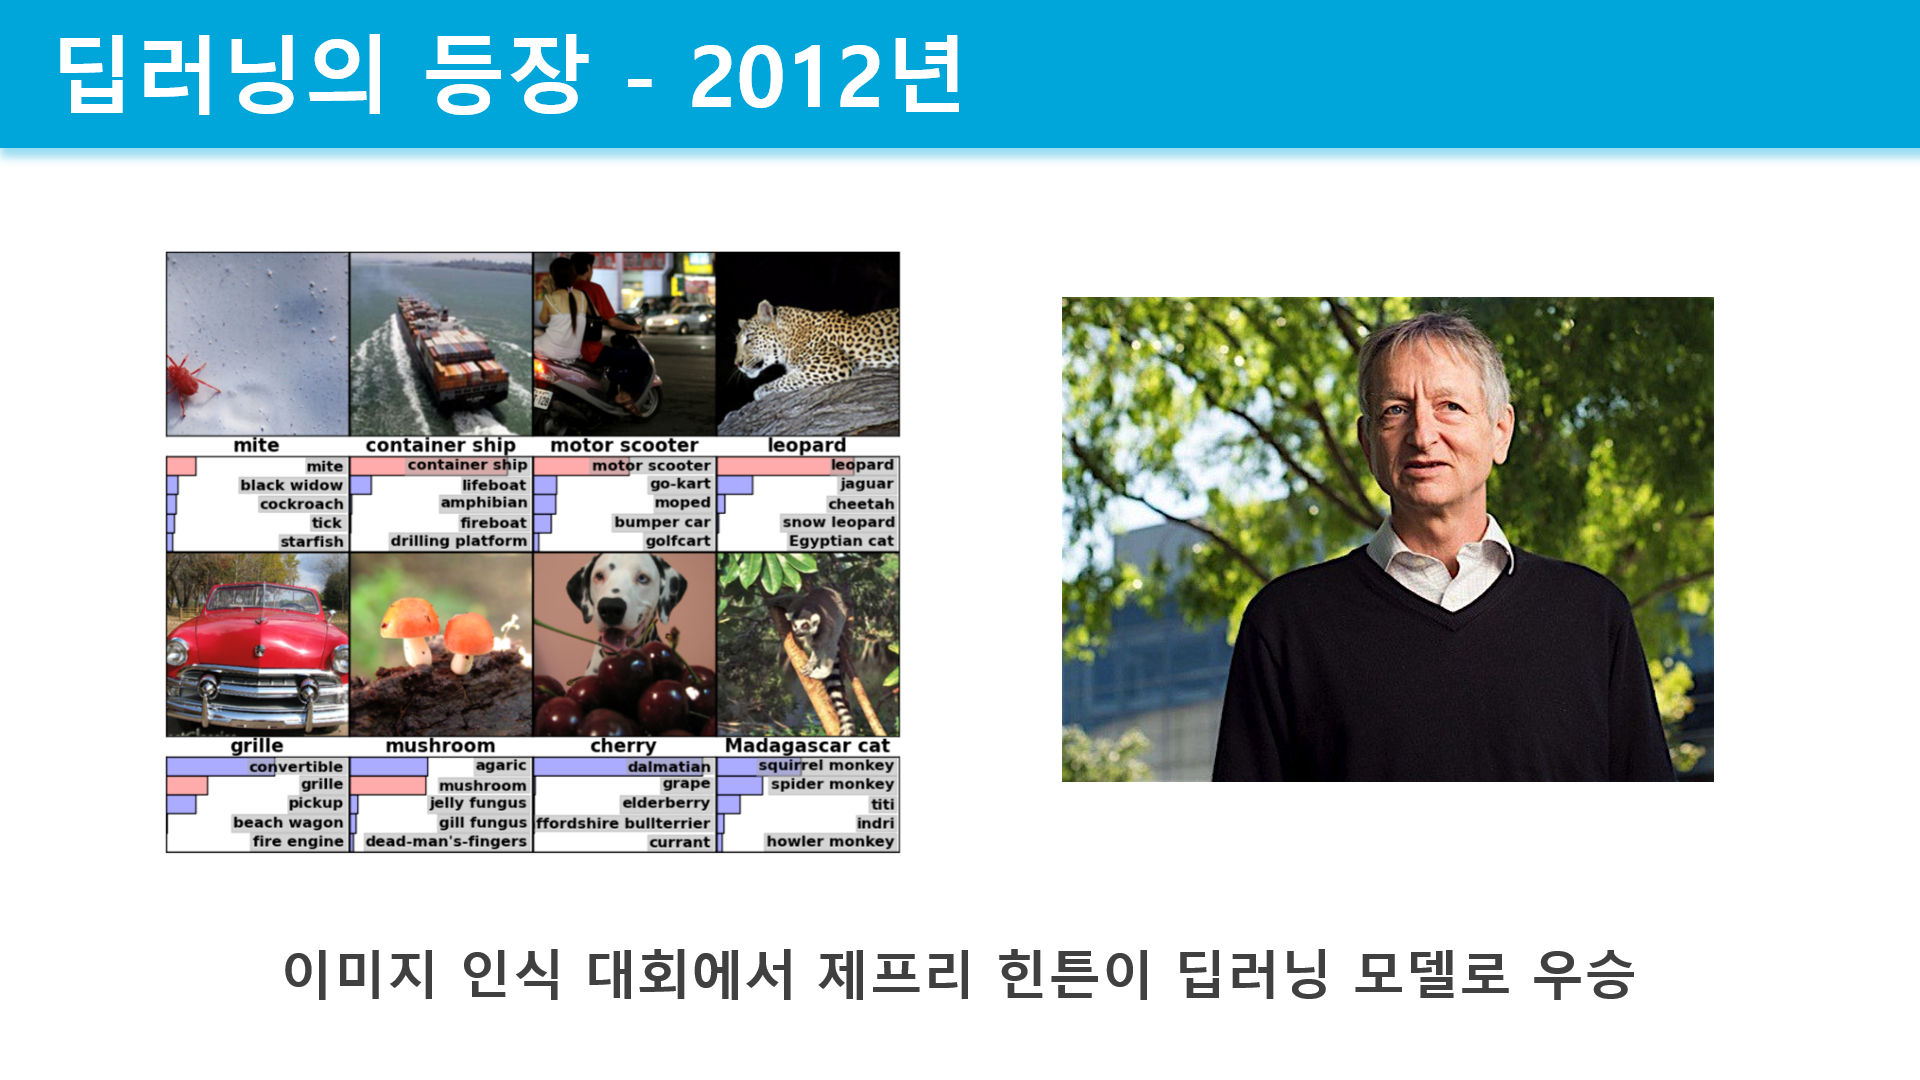 딥러닝의 등장 - 2012년
mite container ship motor scooter leopard
mite container ship motor scooter leopard
black widow lifeboat go-kart jaguar
cockroach amphibian moped cheetah
tick fireboat bumper car snow leopard
starfish drilling platform golfcart Egyptian cat
grille mushroom cherry Madagascar cat
convertible agaric dalmatian squirrel monkey
grille mushroom grape spider monkey
pickup jelly fungus elderberry titi
beach wagon gill fungus ffordshire bullterrier indri
fire engine dead-man's-fingers currant howler monkey
이미지 인식 대회에서 제프리 힌튼이 딥러닝 모델로 우승